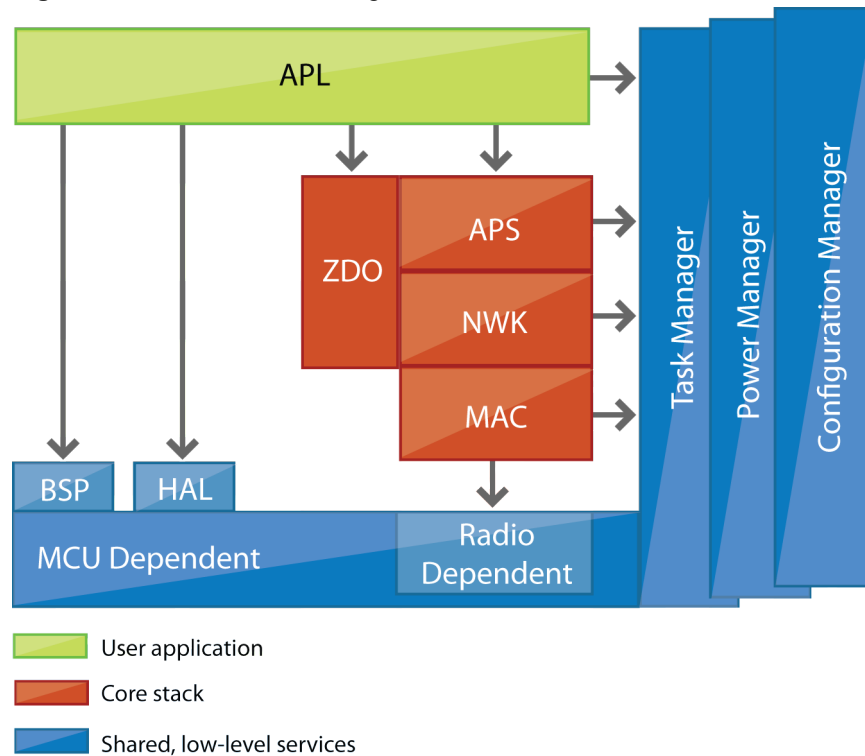 APL
ZDO
APS
NWK
MAC
BSP
HAL
MCU Dependent
Radio
Dependent
Task Manager
Power Manager
Configuration Manager
User application
Core stack
Shared, low-level services